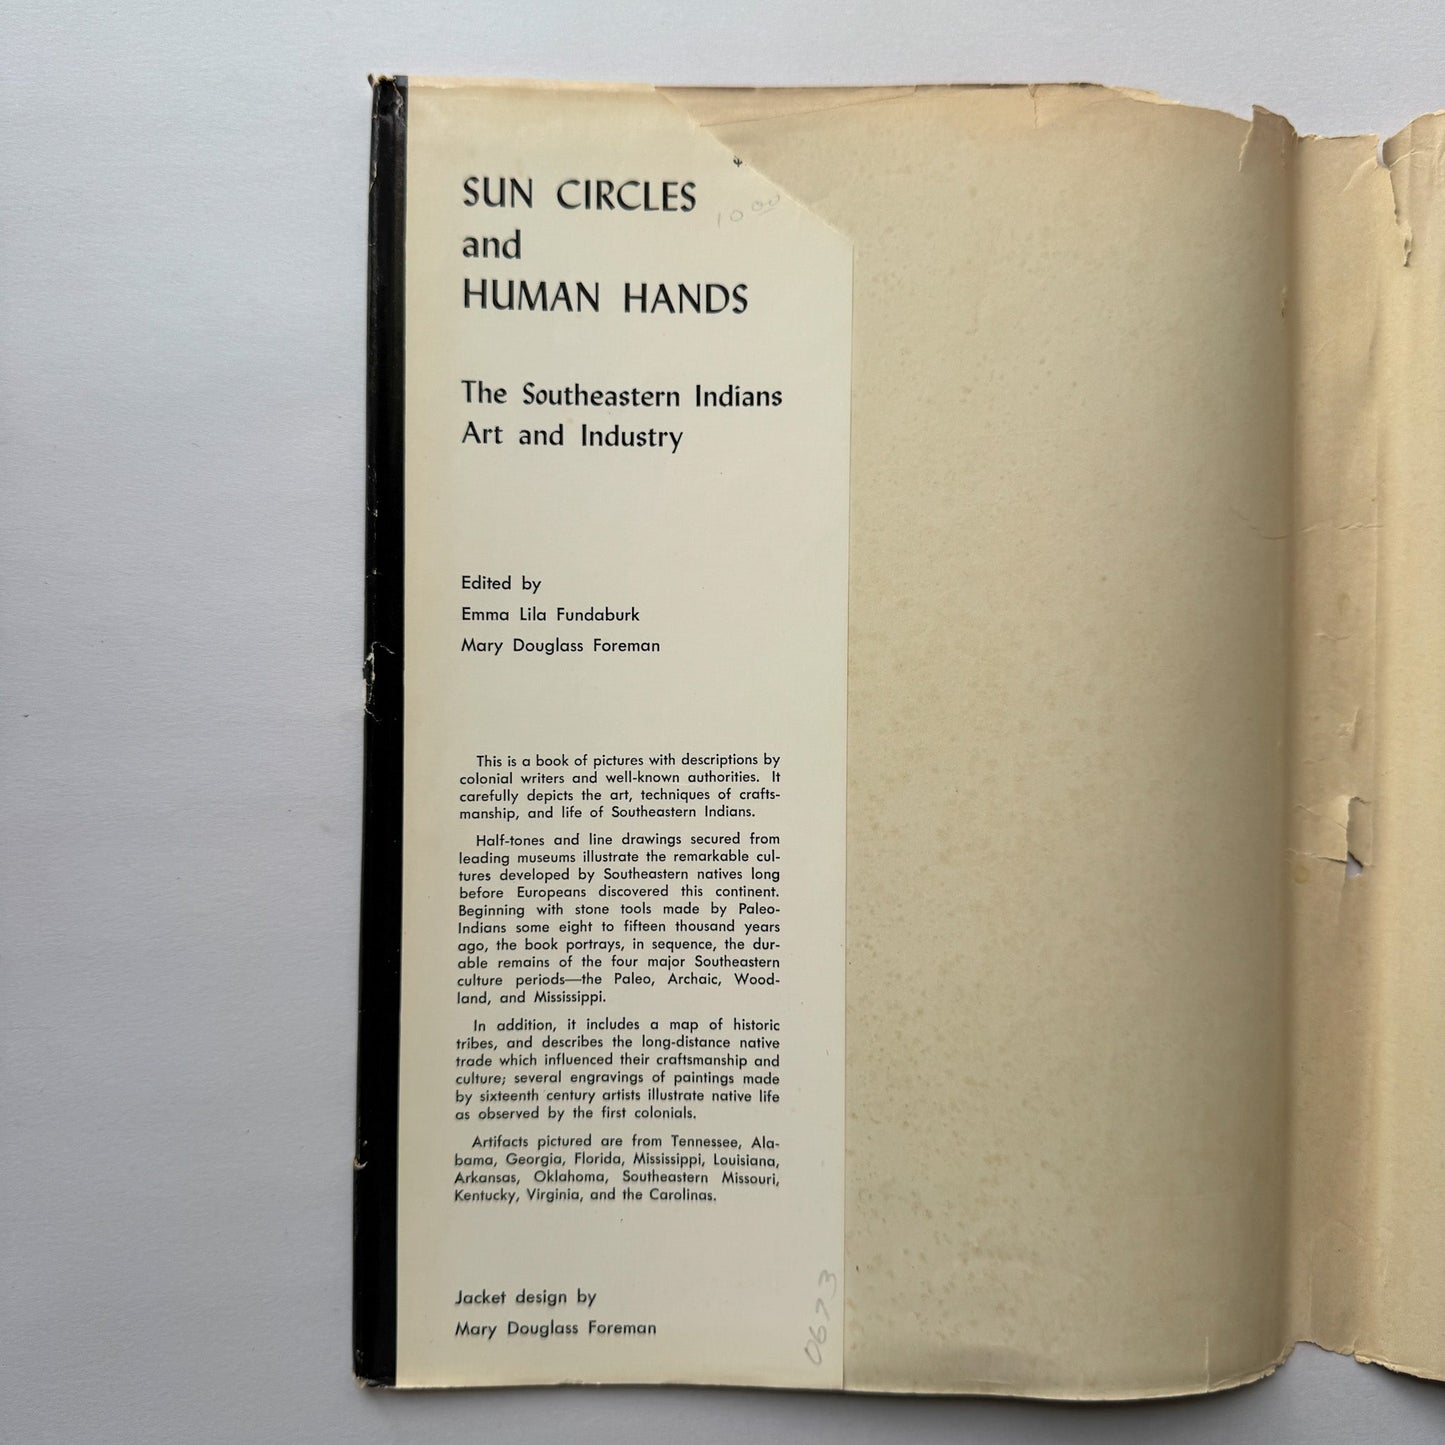 SUN CIRCLES
and
HUMAN HANDS
10 00
The Southeastern Indians
Art and Industry
Edited by
Emma Lila Fundaburk
Mary Douglass Foreman
This is a book of pictures with descriptions by
colonial writers and well-known authorities. It
carefully depicts the art, techniques of crafts-
manship, and life of Southeastern Indians.
Half-tones and line drawings secured from
leading museums illustrate the remarkable cul-
tures developed by Southeastern natives long
before Europeans discovered this continent.
Beginning with stone tools made by Paleo-
Indians some eight to fifteen thousand years
ago, the book portrays, in sequence, the dur-
able remains of the four major Southeastern
culture periods—the Paleo, Archaic, Wood-
land, and Mississippi.
In addition, it includes a map of historic
tribes, and describes the long-distance native
trade which influenced their craftsmanship and
culture; several engravings of paintings made
by sixteenth century artists illustrate native life
as observed by the first colonials.
Artifacts pictured are from Tennessee, Ala-
bama, Georgia, Florida, Mississippi, Louisiana,
Arkansas, Oklahoma, Southeastern Missouri,
Kentucky, Virginia, and the Carolinas.
Jacket design by
Mary Douglass Foreman
0673